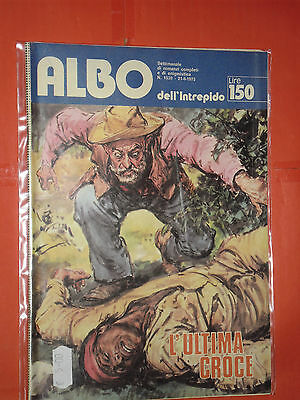 ALBO
Settimanale
di romanzi completi
e di enigmistica
dell'Intrepido
Lire
150
L'ULTIMA
CROCE